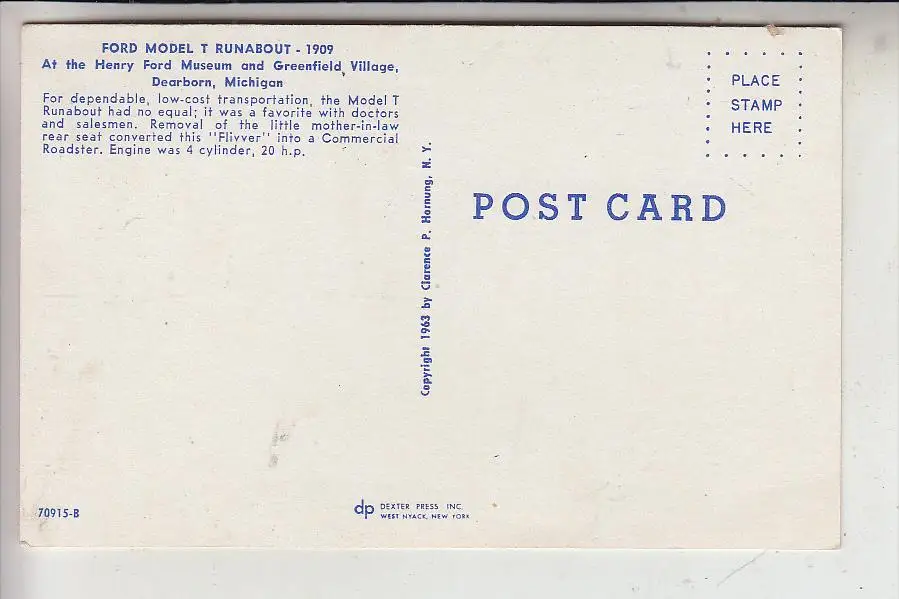 FORD MODEL T RUNABOUT - 1909
At the Henry Ford Museum and Greenfield Village,
Dearborn, Michigan
For dependable, low-cost transportation, the Model T
Runabout had no equal; it was a favorite with doctors
and salesmen. Removal of the little mother-in-law
rear seat converted this "Flivver" into a Commercial
Roadster. Engine was 4 cylinder, 20 h.p.
Copyright 1963 by Clarence P. Hornung, N. Y.
PLACE
STAMP
HERE
POST CARD
70915-B
dp DEXTER PRESS INC.
WEST NYACK, NEW YORK